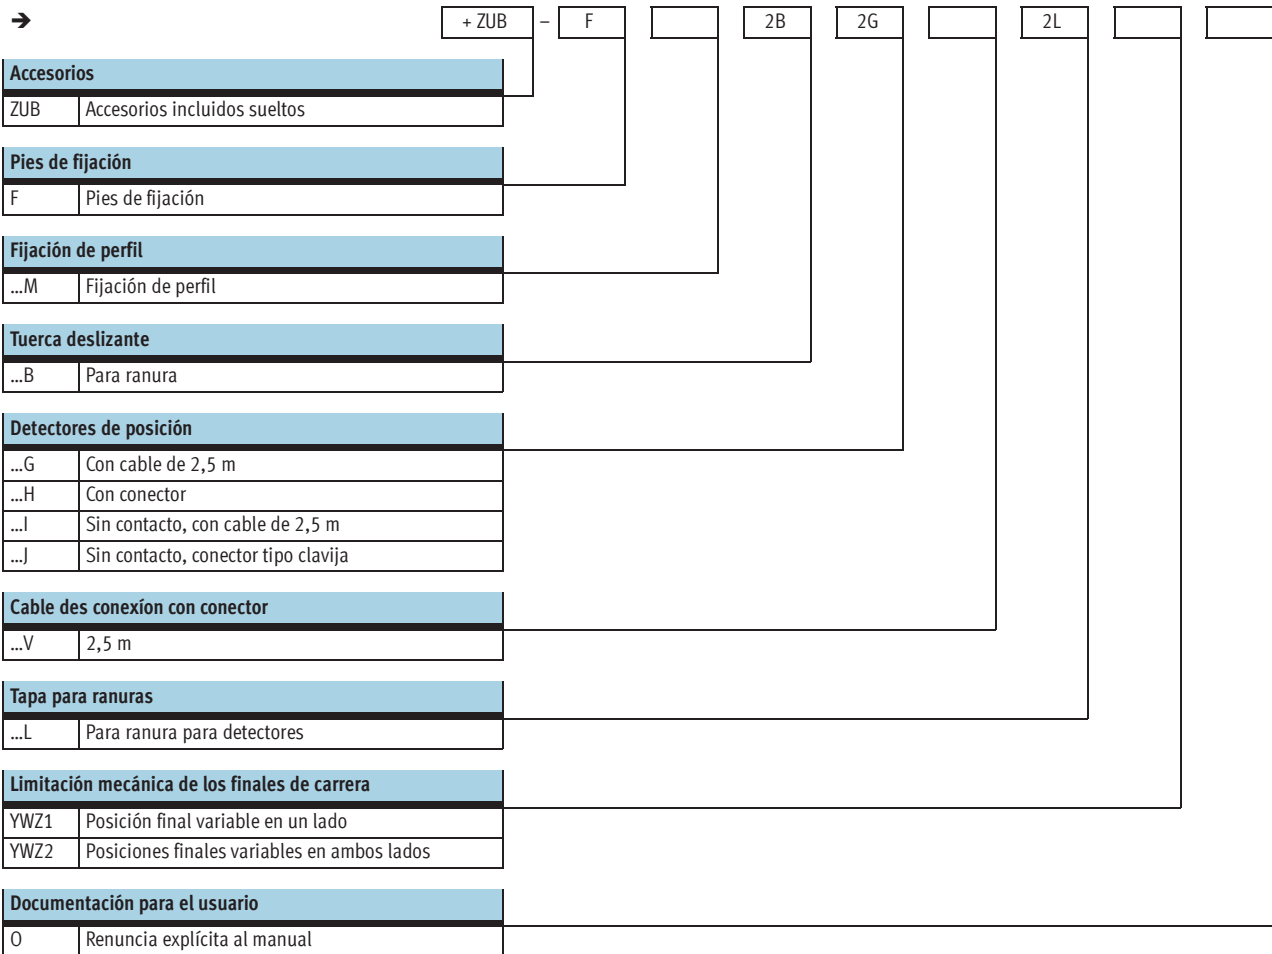 ➔ + ZUB – F 2B 2G 2L
Accesorios
ZUB Accesorios incluidos sueltos
Pies de fijación
F Pies de fijación
Fijación de perfil
...M Fijación de perfil
Tuerca deslizante
...B Para ranura
Detectores de posición
...G Con cable de 2,5 m
...H Con conector
...I Sin contacto, con cable de 2,5 m
...J Sin contacto, conector tipo clavija
Cable des conexíon con conector
...V 2,5 m
Tapa para ranuras
...L Para ranura para detectores
Limitación mecánica de los finales de carrera
YWZ1 Posición final variable en un lado
YWZ2 Posiciones finales variables en ambos lados
Documentación para el usuario
O Renuncia explícita al manual